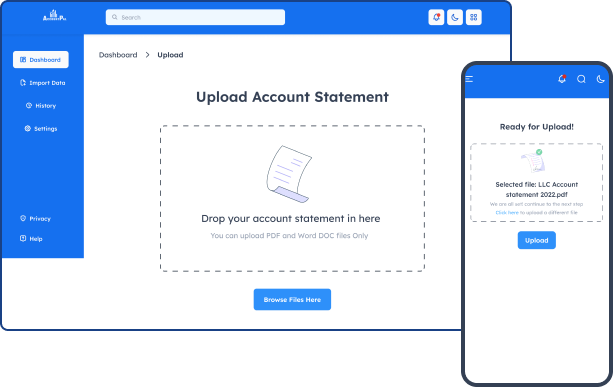 Search
Dashboard > Upload
Dashboard
Import Data
History
Settings
Privacy
Help
Upload Account Statement
Drop your account statement in here
You can upload PDF and Word DOC files Only
Browse Files Here
Ready for Upload!
Selected file: LLC Account
statement 2022.pdf
We are all set continue to the next step
Click here to upload a different file
Upload